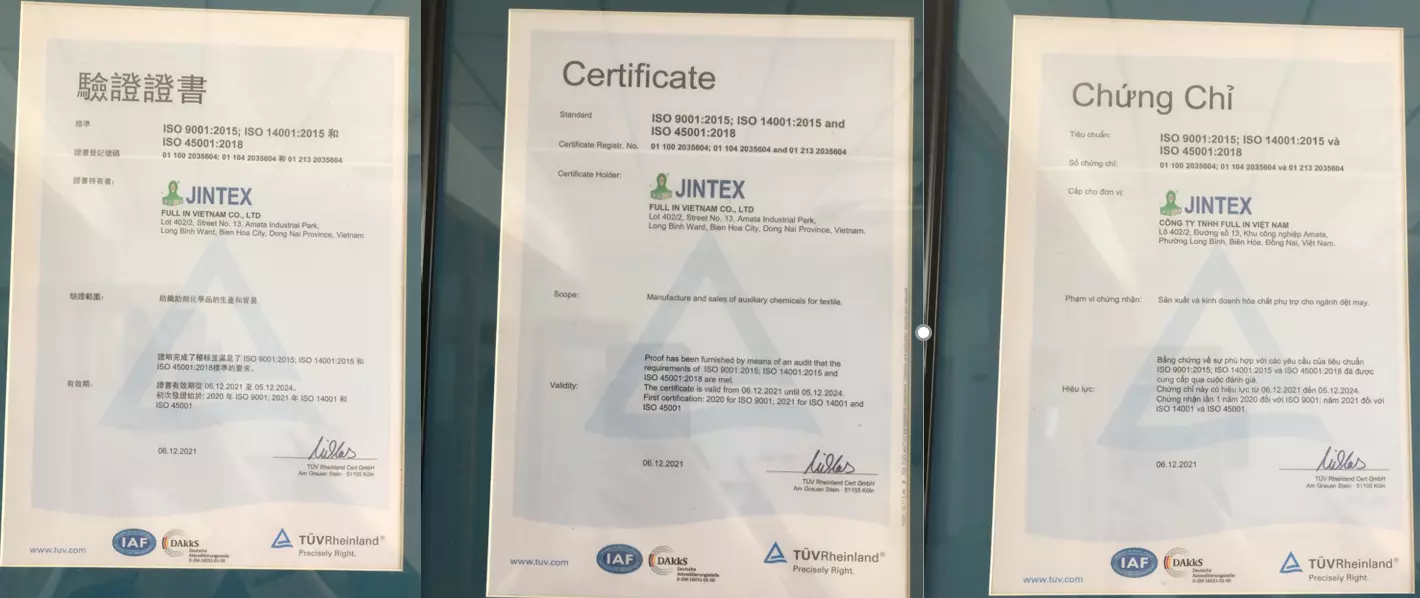 驗證證書
標準
ISO 9001:2015; ISO 14001:2015 和
ISO 45001:2018
證書登記號碼
01 100 2035604; 01 104 2035604 和 01 213 2035604
證書持有者:
JINTEX
FULL IN VIETNAM CO., LTD
Lot 402/2, Street No. 13, Amata Industrial Park,
Long Binh Ward, Bien Hoa City, Dong Nai Province, Vietnam
驗證範圍:
紡織助劑化學品的生產和貿易.
證明完成了稽核並滿足了 ISO 9001:2015; ISO 14001:2015 和
ISO 45001:2018標準的要求。
有效期:
證書有效期從 06.12.2021 至 05.12.2024。
初次發證始於: 2020 年 ISO 9001; 2021 年 ISO 14001 和
ISO 45001
06.12.2021
TÜV Rheinland Cert GmbH
Am Grauen Stein · 51105 Köln
www.tuv.com
IAF
DAkkS
Deutsche
Akkreditierungsstelle
D-ZM-16031-01-00
TÜVRheinland®
Precisely Right.
Certificate
Standard
ISO 9001:2015; ISO 14001:2015 and
ISO 45001:2018
Certificate Registr. No.
01 100 2035604; 01 104 2035604 and 01 213 2035604
Certificate Holder:
JINTEX
FULL IN VIETNAM CO., LTD
Lot 402/2, Street No. 13, Amata Industrial Park,
Long Binh Ward, Bien Hoa City, Dong Nai Province, Vietnam.
Scope:
Manufacture and sales of auxiliary chemicals for textile.
Proof has been furnished by means of an audit that the
requirements of ISO 9001:2015; ISO 14001:2015 and
ISO 45001:2018 are met.
Validity:
The certificate is valid from 06.12.2021 until 05.12.2024.
First certification: 2020 for ISO 9001; 2021 for ISO 14001 and
ISO 45001
06.12.2021
TÜV Rheinland Cert GmbH
Am Grauen Stein · 51105 Köln
www.tuv.com
IAF
DAkkS
Deutsche
Akkreditierungsstelle
D-ZM-16031-01-00
TÜVRheinland®
Precisely Right.
Chứng Chỉ
Tiêu chuẩn:
ISO 9001:2015; ISO 14001:2015 và
ISO 45001:2018
Số chứng chỉ:
01 100 2035604; 01 104 2035604 và 01 213 2035604
Cấp cho đơn vị:
JINTEX
CÔNG TY TNHH FULL IN VIỆT NAM
Lô 402/2, Đường số 13, Khu công nghiệp Amata,
Phường Long Bình, Biên Hòa, Đồng Nai, Việt Nam.
Phạm vi chứng nhận:
Sản xuất và kinh doanh hóa chất phụ trợ cho ngành dệt may.
Bằng chứng về sự phù hợp với các yêu cầu của tiêu chuẩn
ISO 9001:2015; ISO 14001:2015 và ISO 45001:2018 đã được
cung cấp qua cuộc đánh giá.
Hiệu lực:
Chứng chỉ này có hiệu lực từ 06.12.2021 đến 05.12.2024.
Chứng nhận lần 1 năm 2020 đối với ISO 9001; năm 2021 đối với
ISO 14001 và ISO 45001.
06.12.2021
TÜV Rheinland Cert GmbH
Am Grauen Stein · 51105 Köln
www.tuv.com
IAF
DAkkS
Deutsche
Akkreditierungsstelle
D-ZM-16031-01-00
TÜVRheinland®
Precisely Right.